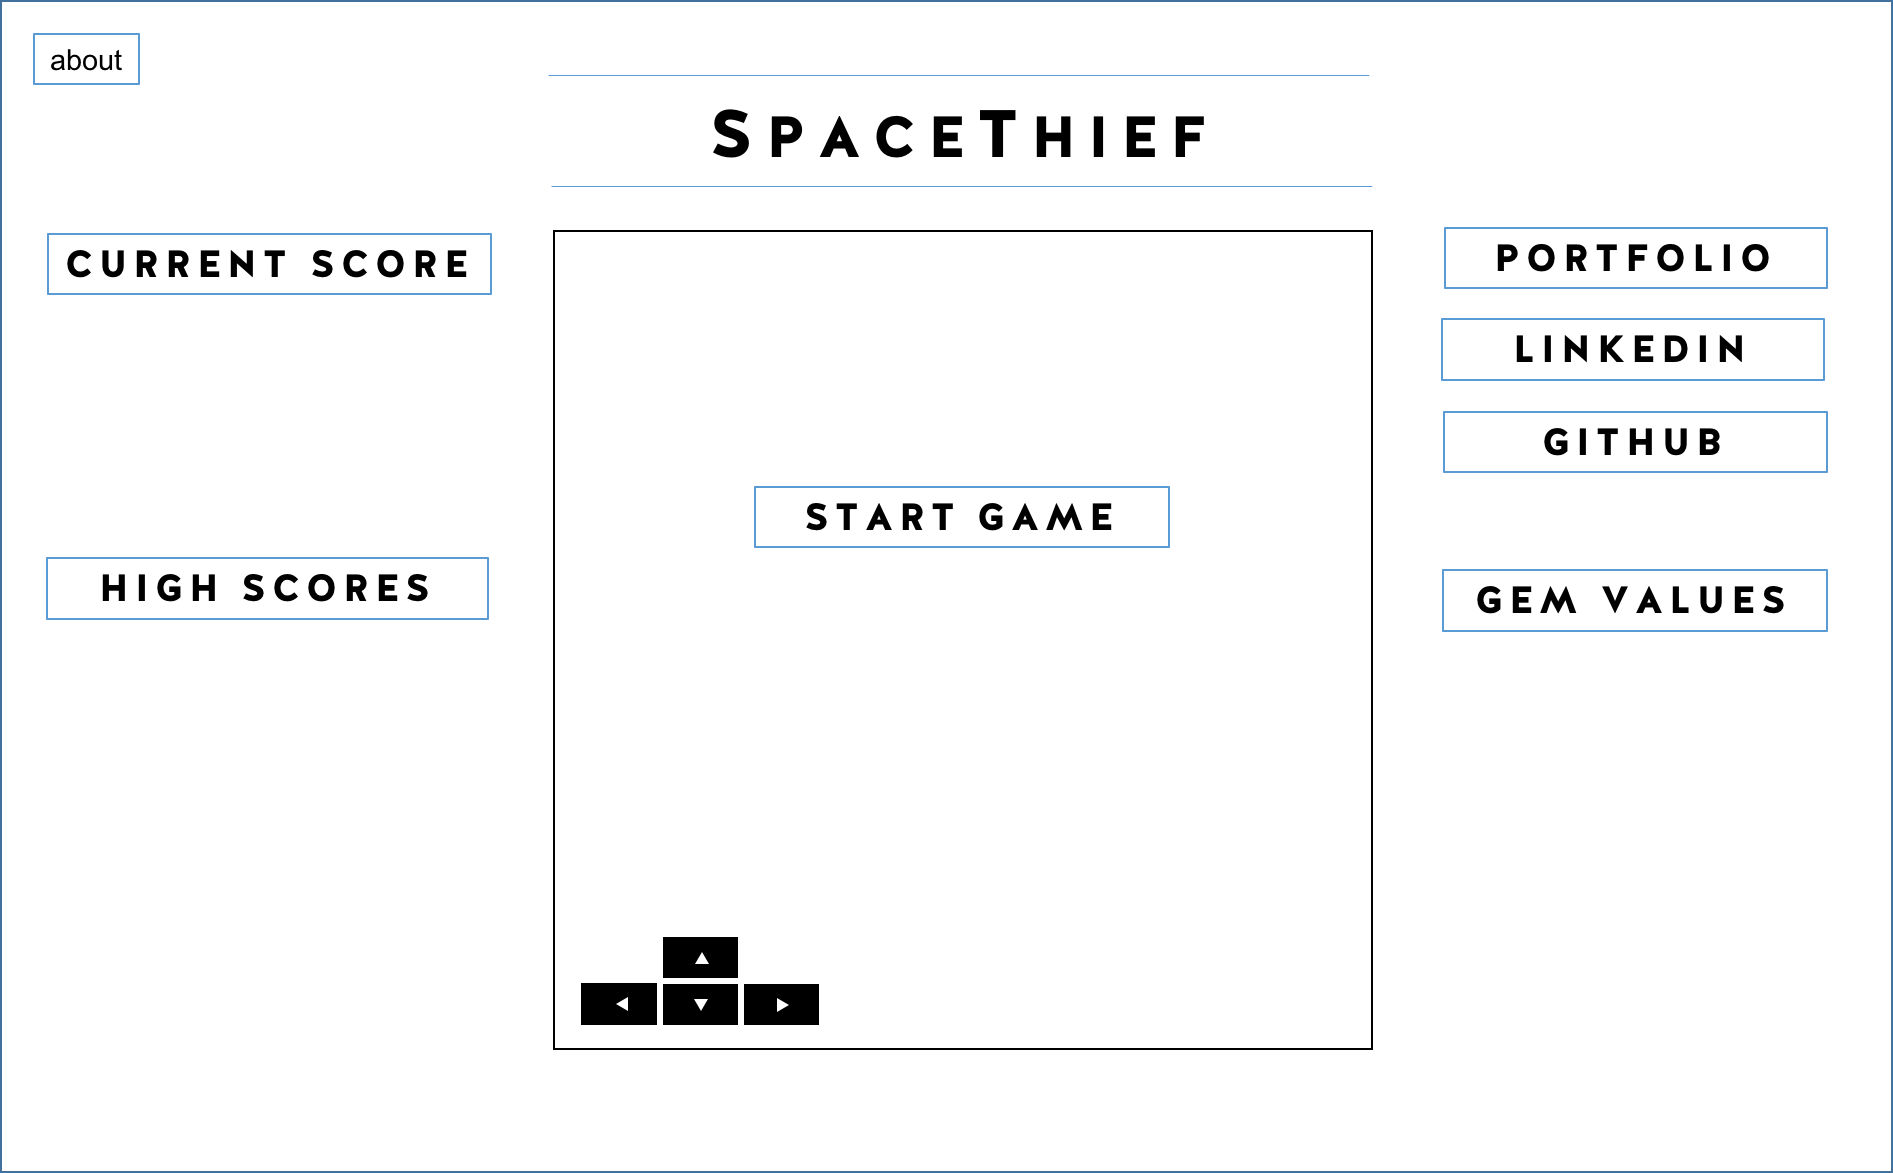 about
SPACETHIEF
CURRENT SCORE
HIGH SCORES
START GAME
PORTFOLIO
LINKEDIN
GITHUB
GEM VALUES